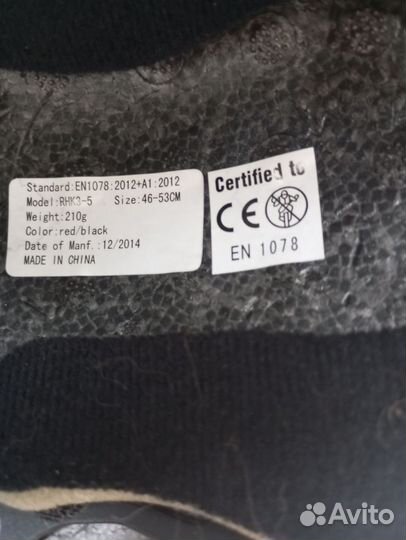 Standard:EN1078:2012+A1:2012
Model:RHK3-5 Size:46-53CM
Weight:210g
Color:red/black
Date of Manf.:12/2014
MADE IN CHINA
Certified to
CE
EN 1078
Avito